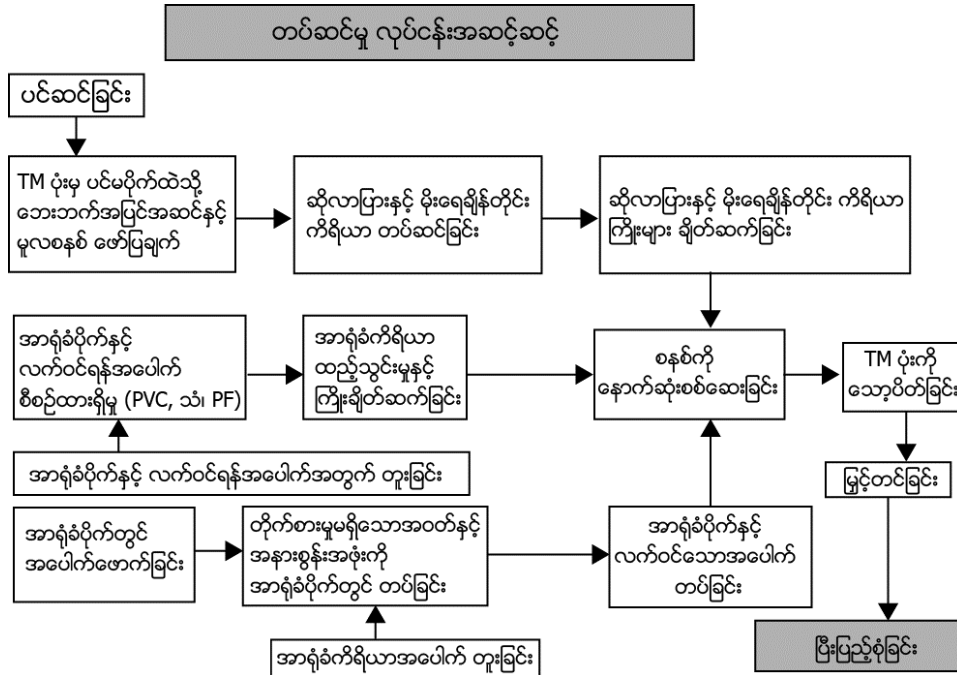 တပ်ဆင်မှု လုပ်ငန်းအဆင့်ဆင့်
ပင်ဆင်ခြင်း
TM ပုံးမှ ပင်မပိုက်ထဲသို့
ဘေးဘက်အပြင်အဆင်နှင့်
မူလစနစ် ဖော်ပြချက်
ဆိုလာပြားနှင့် မိုးရေချိန်တိုင်း
ကိရိယာ တပ်ဆင်ခြင်း
ဆိုလာပြားနှင့် မိုးရေချိန်တိုင်း ကိရိယာ
ကြိုးများ ချိတ်ဆက်ခြင်း
အာရုံခံပိုက်နှင့်
လက်ဝင်ရန်အပေါက်
စီစဉ်ထားရှိမှု (PVC, သံ၊ PF)
အာရုံခံကိရိယာ
ထည့်သွင်းမှုနှင့်
ကြိုးချိတ်ဆက်ခြင်း
စနစ်ကို
နောက်ဆုံးစစ်ဆေးခြင်း
TM ပုံးကို
သော့ပိတ်ခြင်း
အာရုံခံပိုက်နှင့် လက်ဝင်ရန်အပေါက်အတွက် တူးခြင်း
မြှင့်တင်ခြင်း
အာရုံခံပိုက်တွင်
အပေါက်ဖောက်ခြင်း
တိုက်စားမှုမရှိသောအဝတ်နှင့်
အနားစွန်းအဖုံးကို
အာရုံခံပိုက်တွင် တပ်ခြင်း
အာရုံခံပိုက်နှင့်
လက်ဝင်သောအပေါက်
တပ်ခြင်း
အာရုံခံကိရိယာအပေါက် တူးခြင်း
ပြီးပြည့်စုံခြင်း